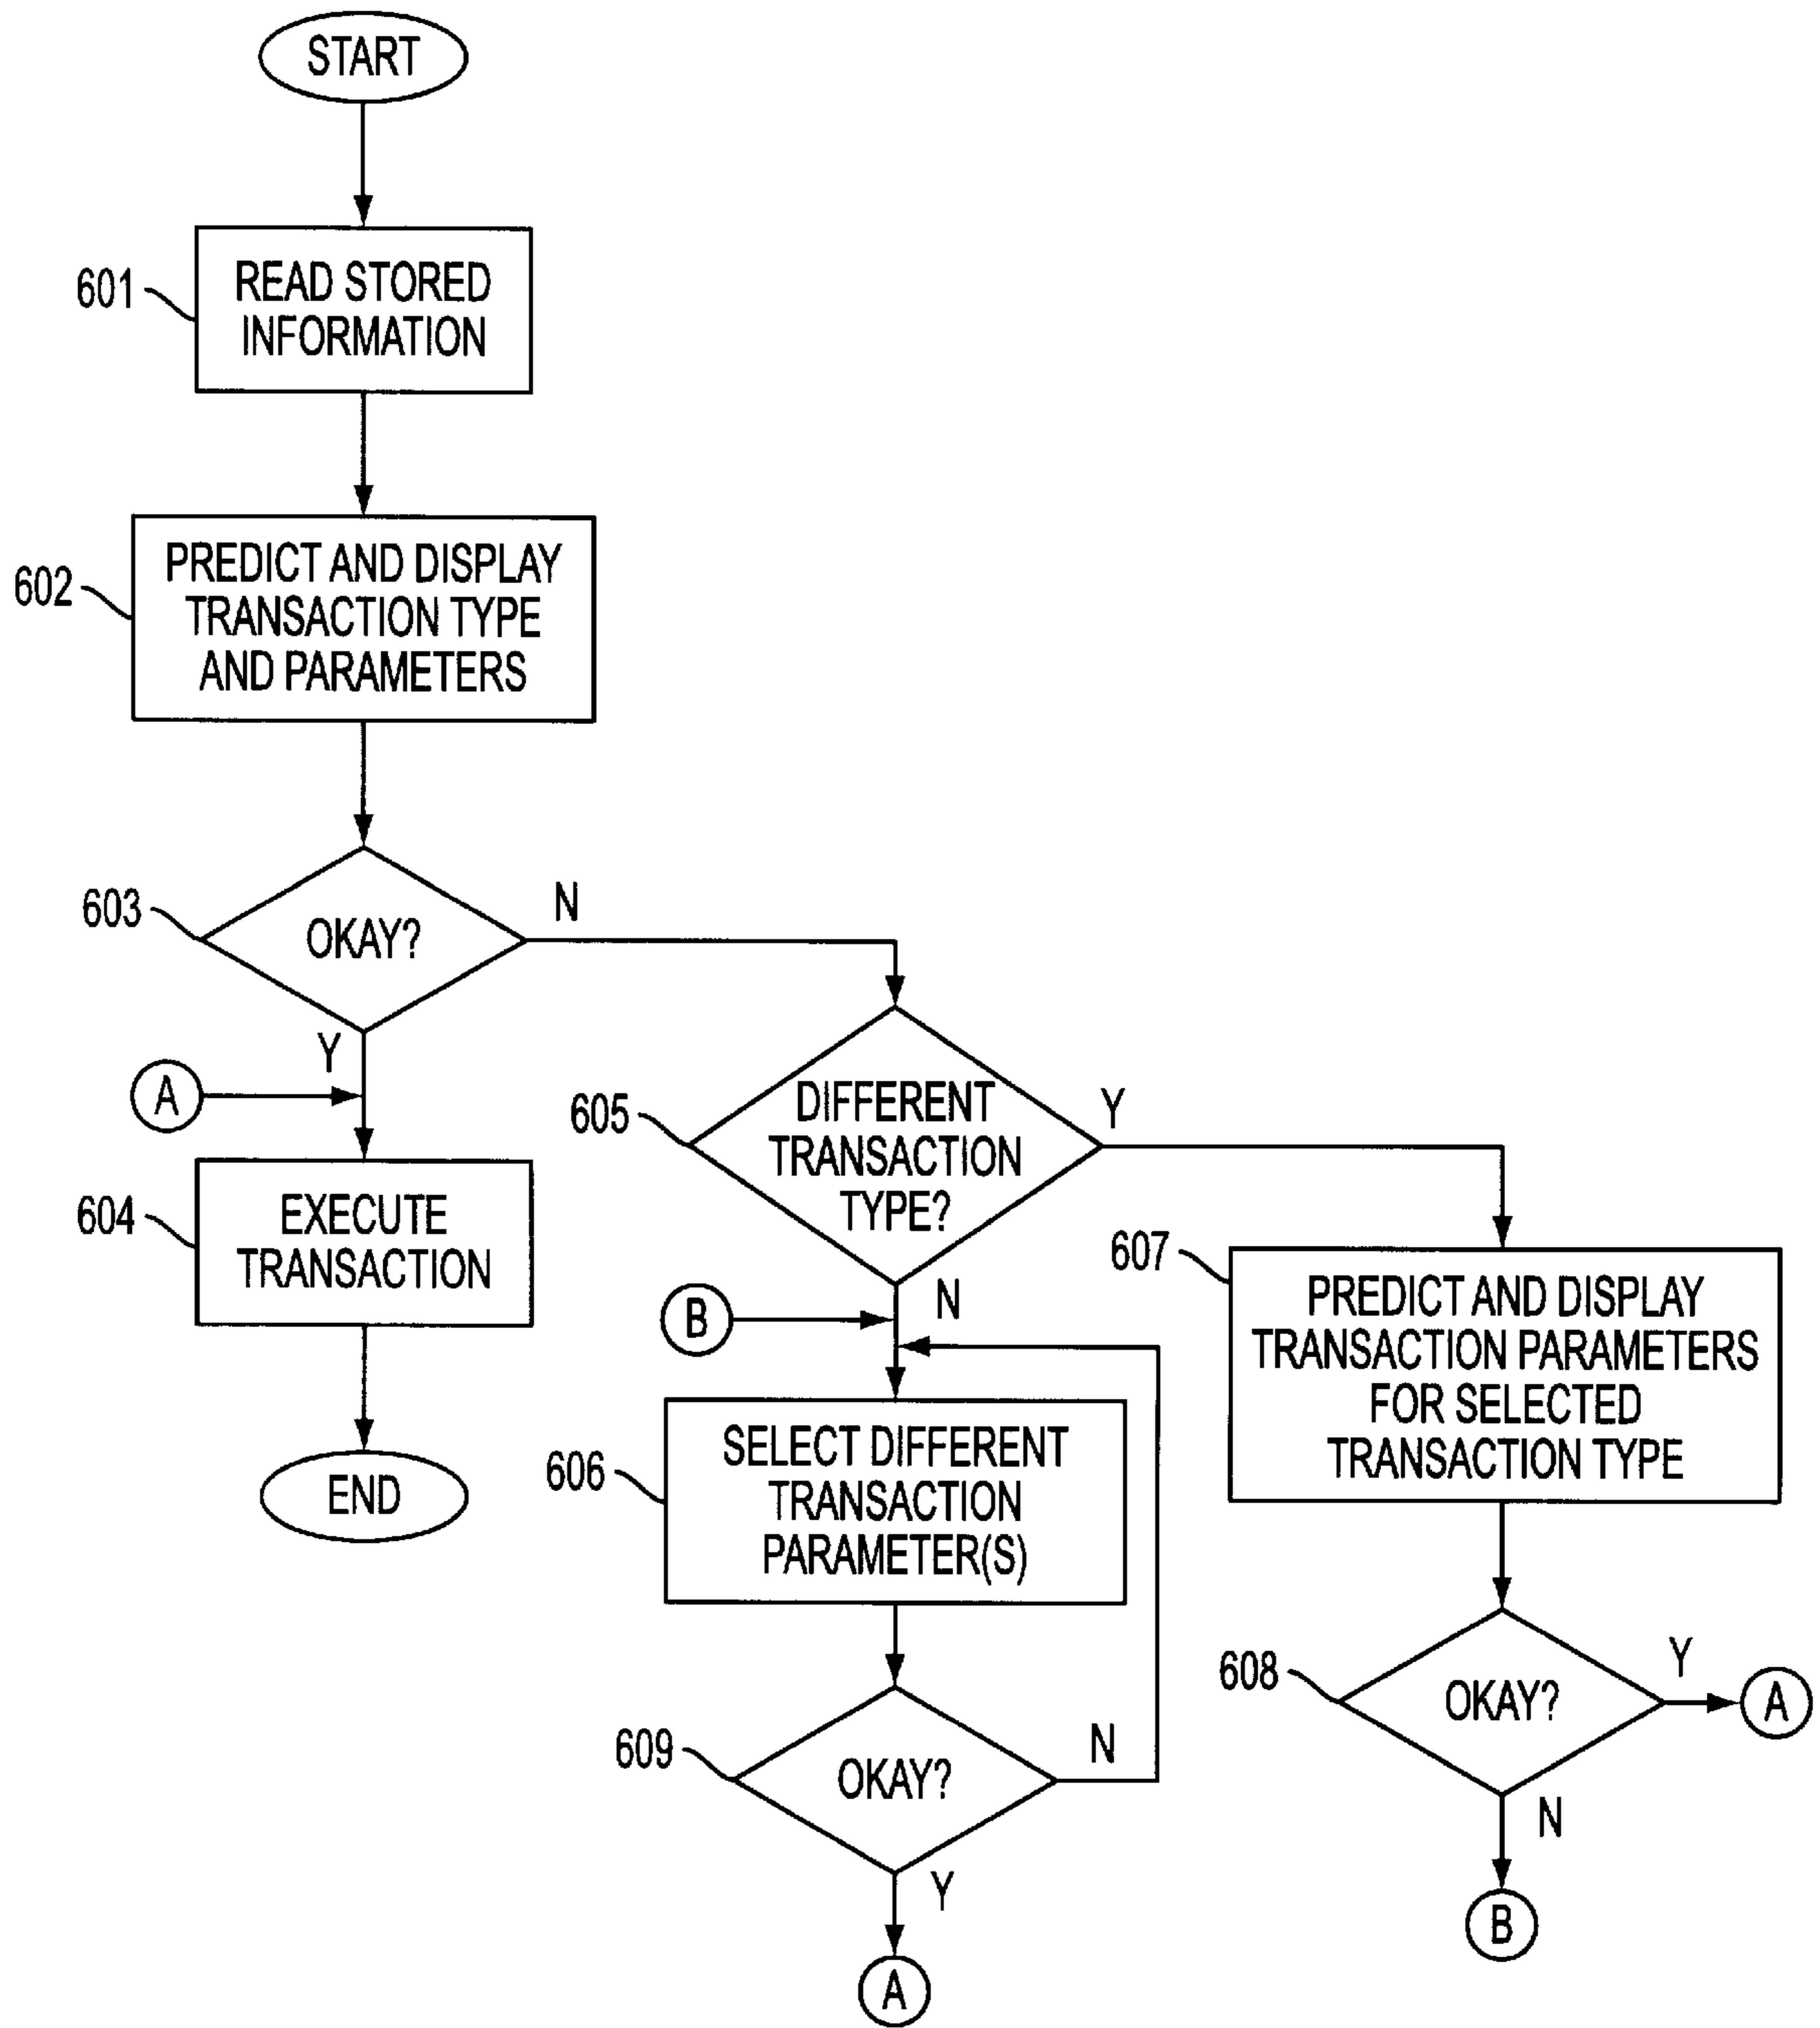 START
601
READ STORED
INFORMATION
602
PREDICT AND DISPLAY
TRANSACTION TYPE
AND PARAMETERS
603
OKAY?
N
Y
A
604
EXECUTE
TRANSACTION
END
605
DIFFERENT
TRANSACTION
TYPE?
Y
N
B
606
SELECT DIFFERENT
TRANSACTION
PARAMETER(S)
609
OKAY?
N
Y
A
607
PREDICT AND DISPLAY
TRANSACTION PARAMETERS
FOR SELECTED
TRANSACTION TYPE
608
OKAY?
Y
A
N
B